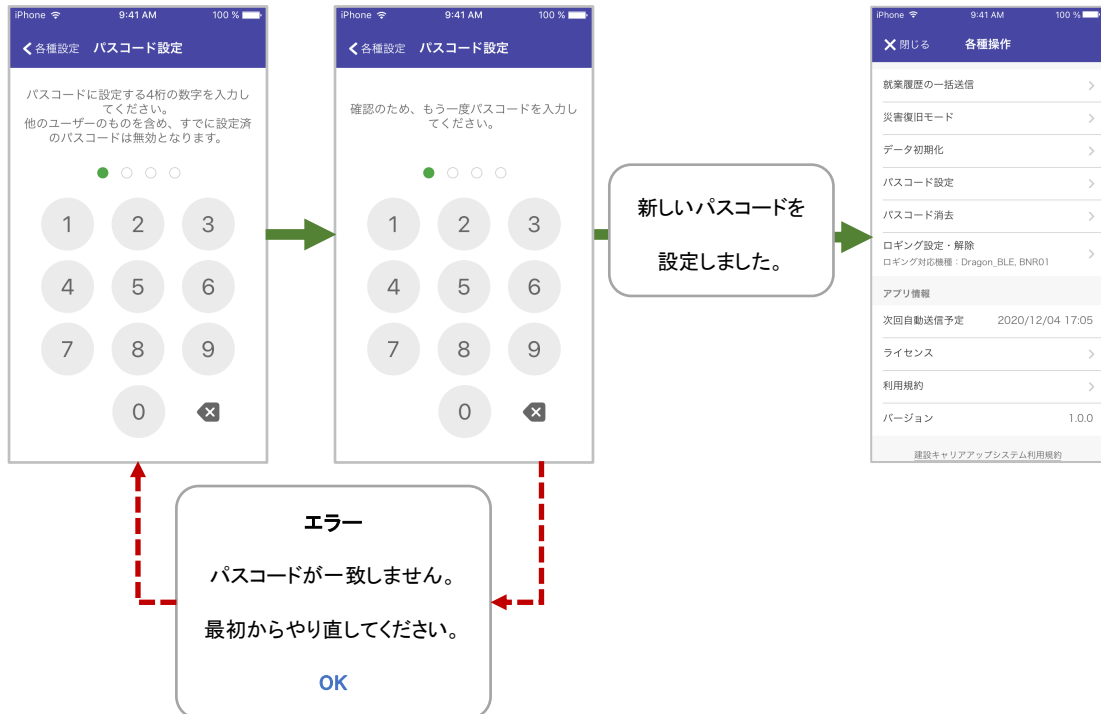 iPhone 9:41 AM 100 %
各種設定 パスコード設定
パスコードに設定する4桁の数字を入力し
てください。
他のユーザーのものを含め、すでに設定済
のパスコードは無効となります。
1 2 3
4 5 6
7 8 9
0
iPhone 9:41 AM 100 %
各種設定 パスコード設定
確認のため、もう一度パスコードを入力し
てください。
1 2 3
4 5 6
7 8 9
0
新しいパスコードを
設定しました。
iPhone 9:41 AM 100 %
閉じる 各種操作
就業履歴の一括送信
災害復旧モード
データ初期化
パスコード設定
パスコード消去
ロギング設定・解除
ロギング対応機種：Dragon_BLE, BNR01
アプリ情報
次回自動送信予定 2020/12/04 17:05
ライセンス
利用規約
バージョン 1.0.0
建設キャリアアップシステム利用規約
エラー
パスコードが一致しません。
最初からやり直してください。
OK